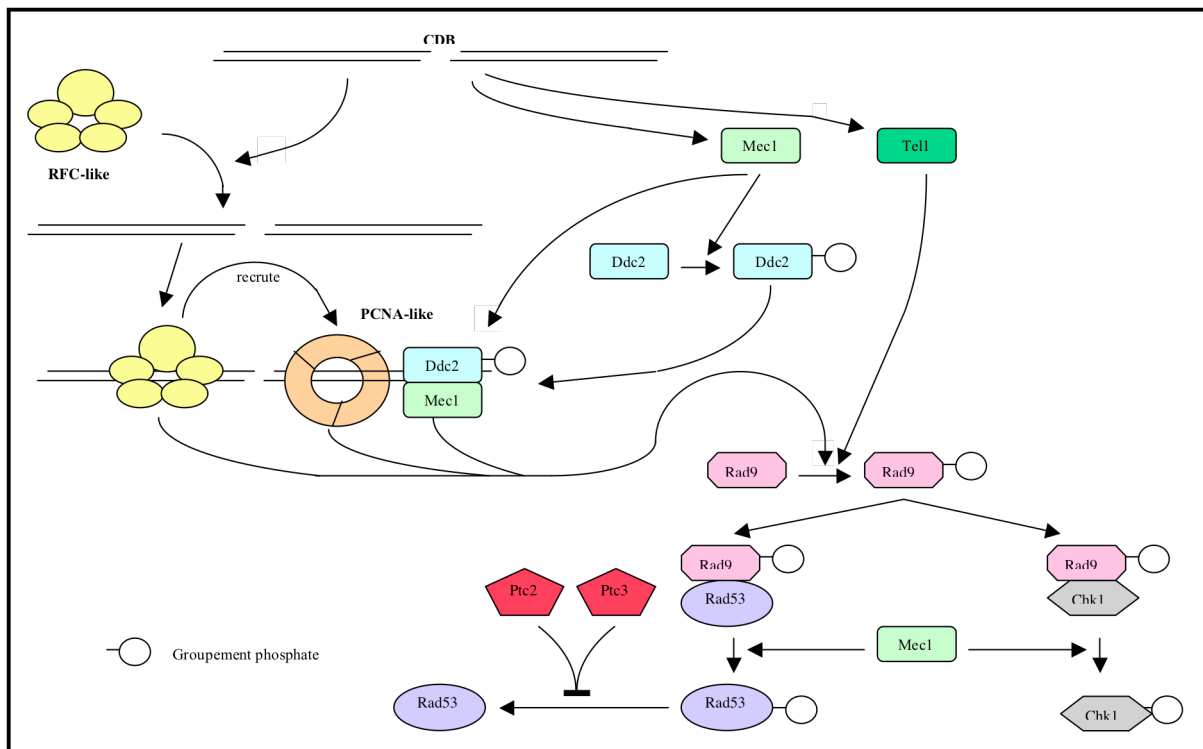 CDB
RFC-like
Mec1
Tel1
Ddc2
Ddc2
recrute
PCNA-like
Ddc2
Mec1
Rad9
Rad9
Rad9
Rad9
Ptc2
Ptc3
Rad53
Chk1
Mec1
Groupement phosphate
Rad53
Rad53
Chk1